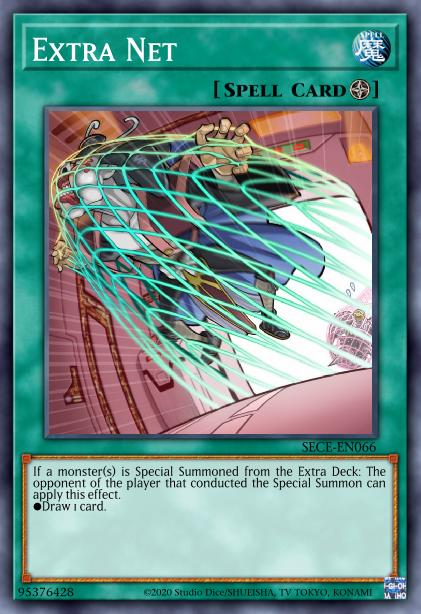 EXTRA NET
SPELL
魔
[SPELL CARD]
SECE-EN066
If a monster(s) is Special Summoned from the Extra Deck: The
opponent of the player that conducted the Special Summon can
apply this effect.
●Draw 1 card.
95376428
©2020 Studio Dice/SHUEISHA, TV TOKYO, KONAMI